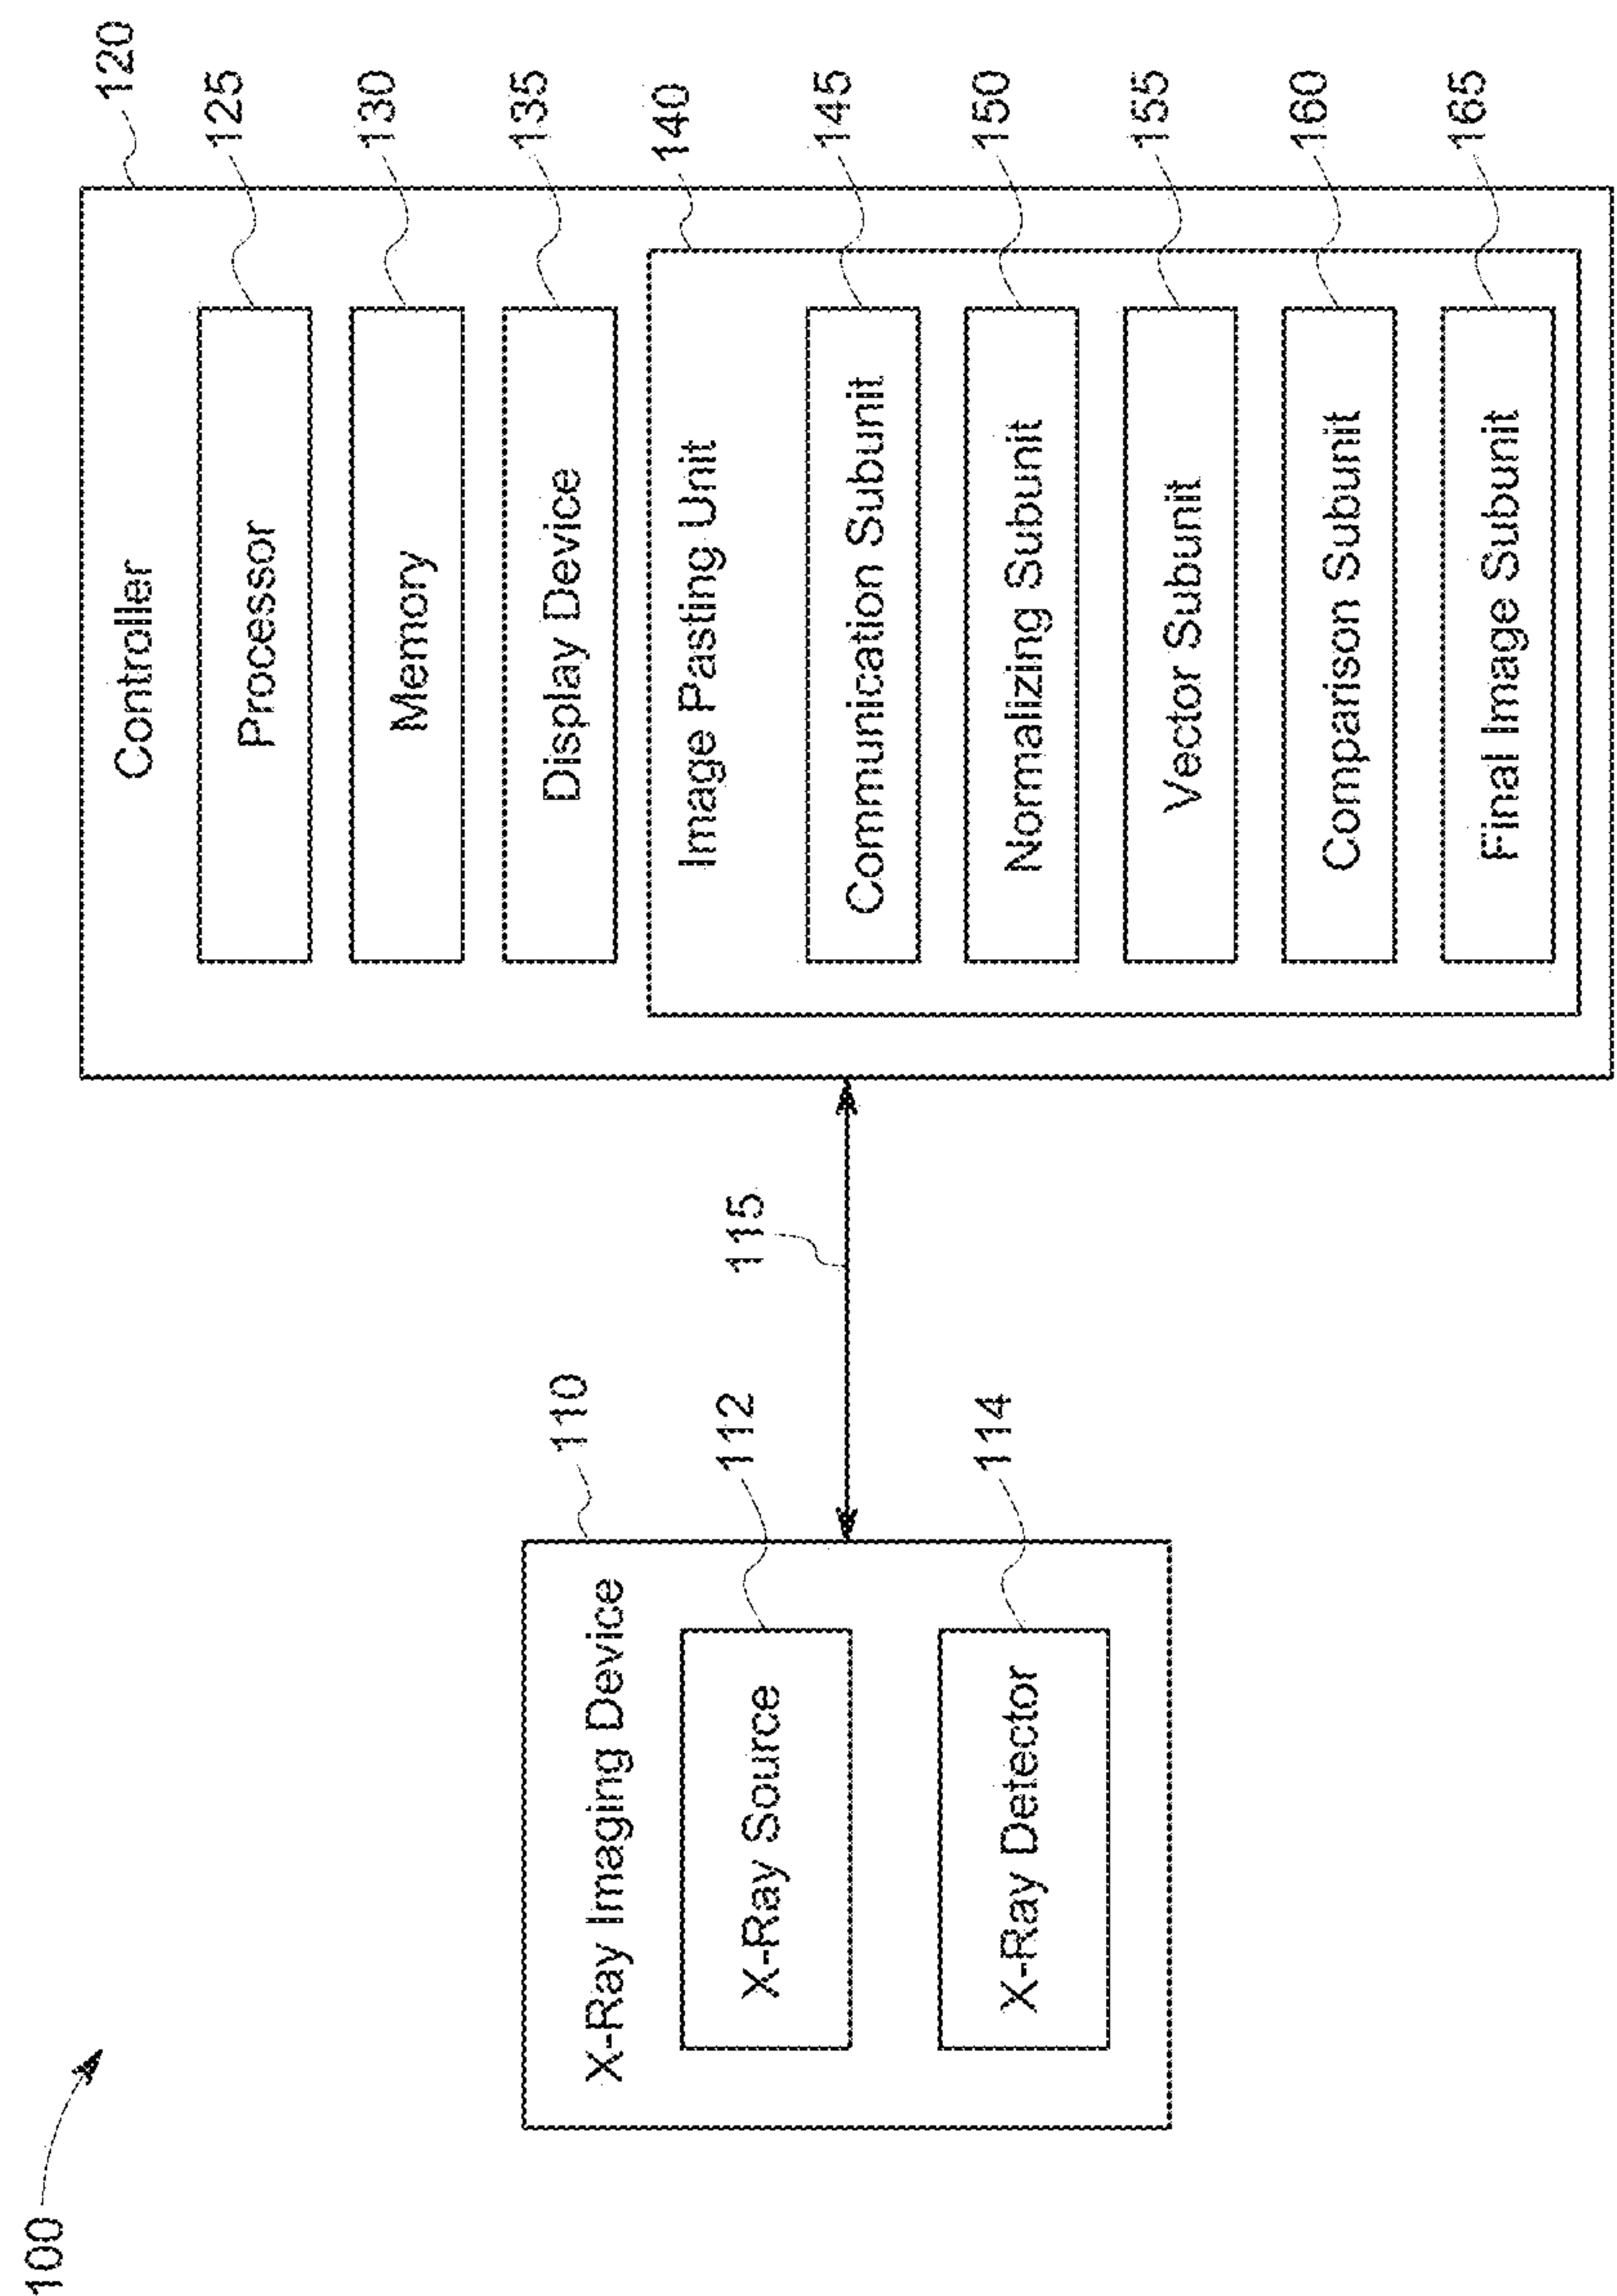 100
X-Ray Imaging Device
110
X-Ray Source
112
X-Ray Detector
114
115
Controller
120
Processor
125
Memory
130
Display Device
135
Image Pasting Unit
140
Communication Subunit
145
Normalizing Subunit
150
Vector Subunit
155
Comparison Subunit
160
Final Image Subunit
165